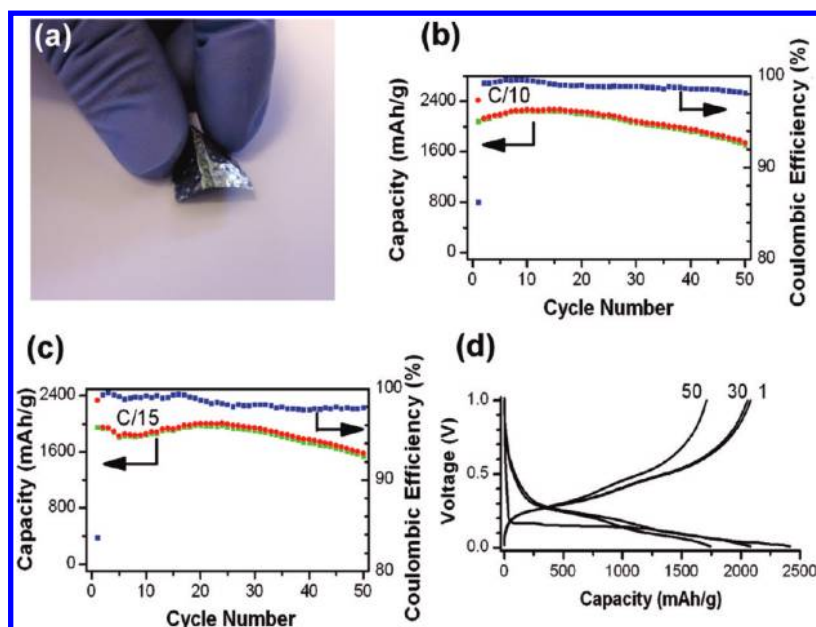 (a)
(b)
Capacity (mAh/g)
2400
1600
800
0
C/10
100
90
80
Coulombic Efficiency (%)
0 10 20 30 40 50
Cycle Number
(c)
Capacity (mAh/g)
2400
1600
800
0
C/15
100
90
80
Coulombic Efficiency (%)
0 10 20 30 40 50
Cycle Number
(d)
Voltage (V)
1.0
0.5
0.0
50 30 1
0 500 1000 1500 2000 2500
Capacity (mAh/g)